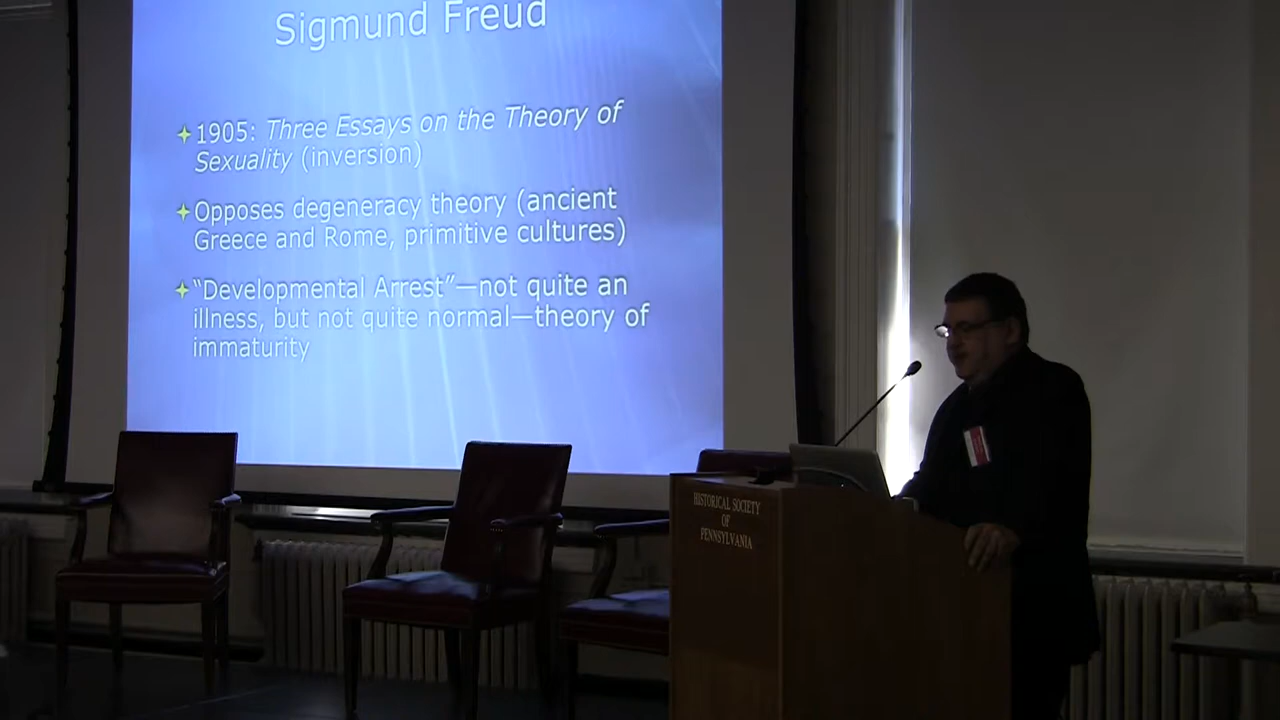 Sigmund Freud
1905: Three Essays on the Theory of
Sexuality (inversion)
Opposes degeneracy theory (ancient
Greece and Rome, primitive cultures)
“Developmental Arrest”—not quite an
illness, but not quite normal—theory of
immaturity
HISTORICAL SOCIETY
OF
PENNSYLVANIA